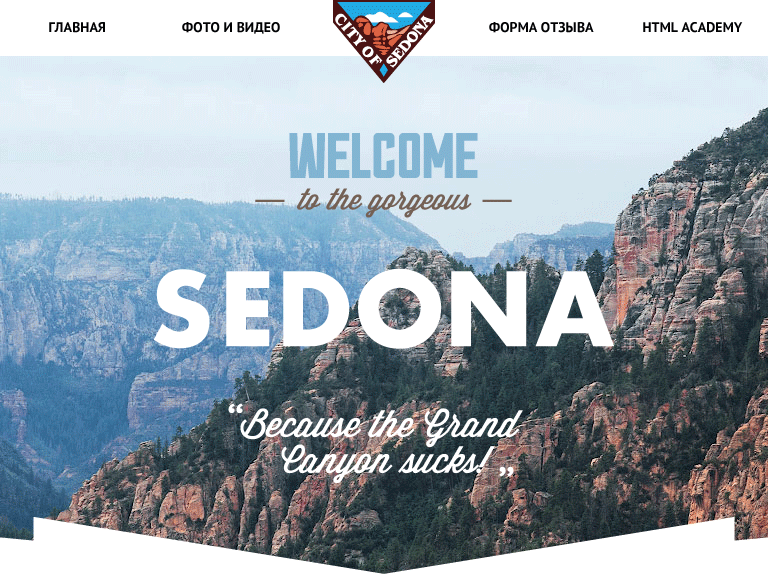 ГЛАВНАЯ
ФОТО И ВИДЕО
CITY OF SEDONA
ФОРМА ОТЗЫВА
HTML ACADEMY
WELCOME
— to the gorgeous —
SEDONA
“Because the Grand
Canyon sucks!„